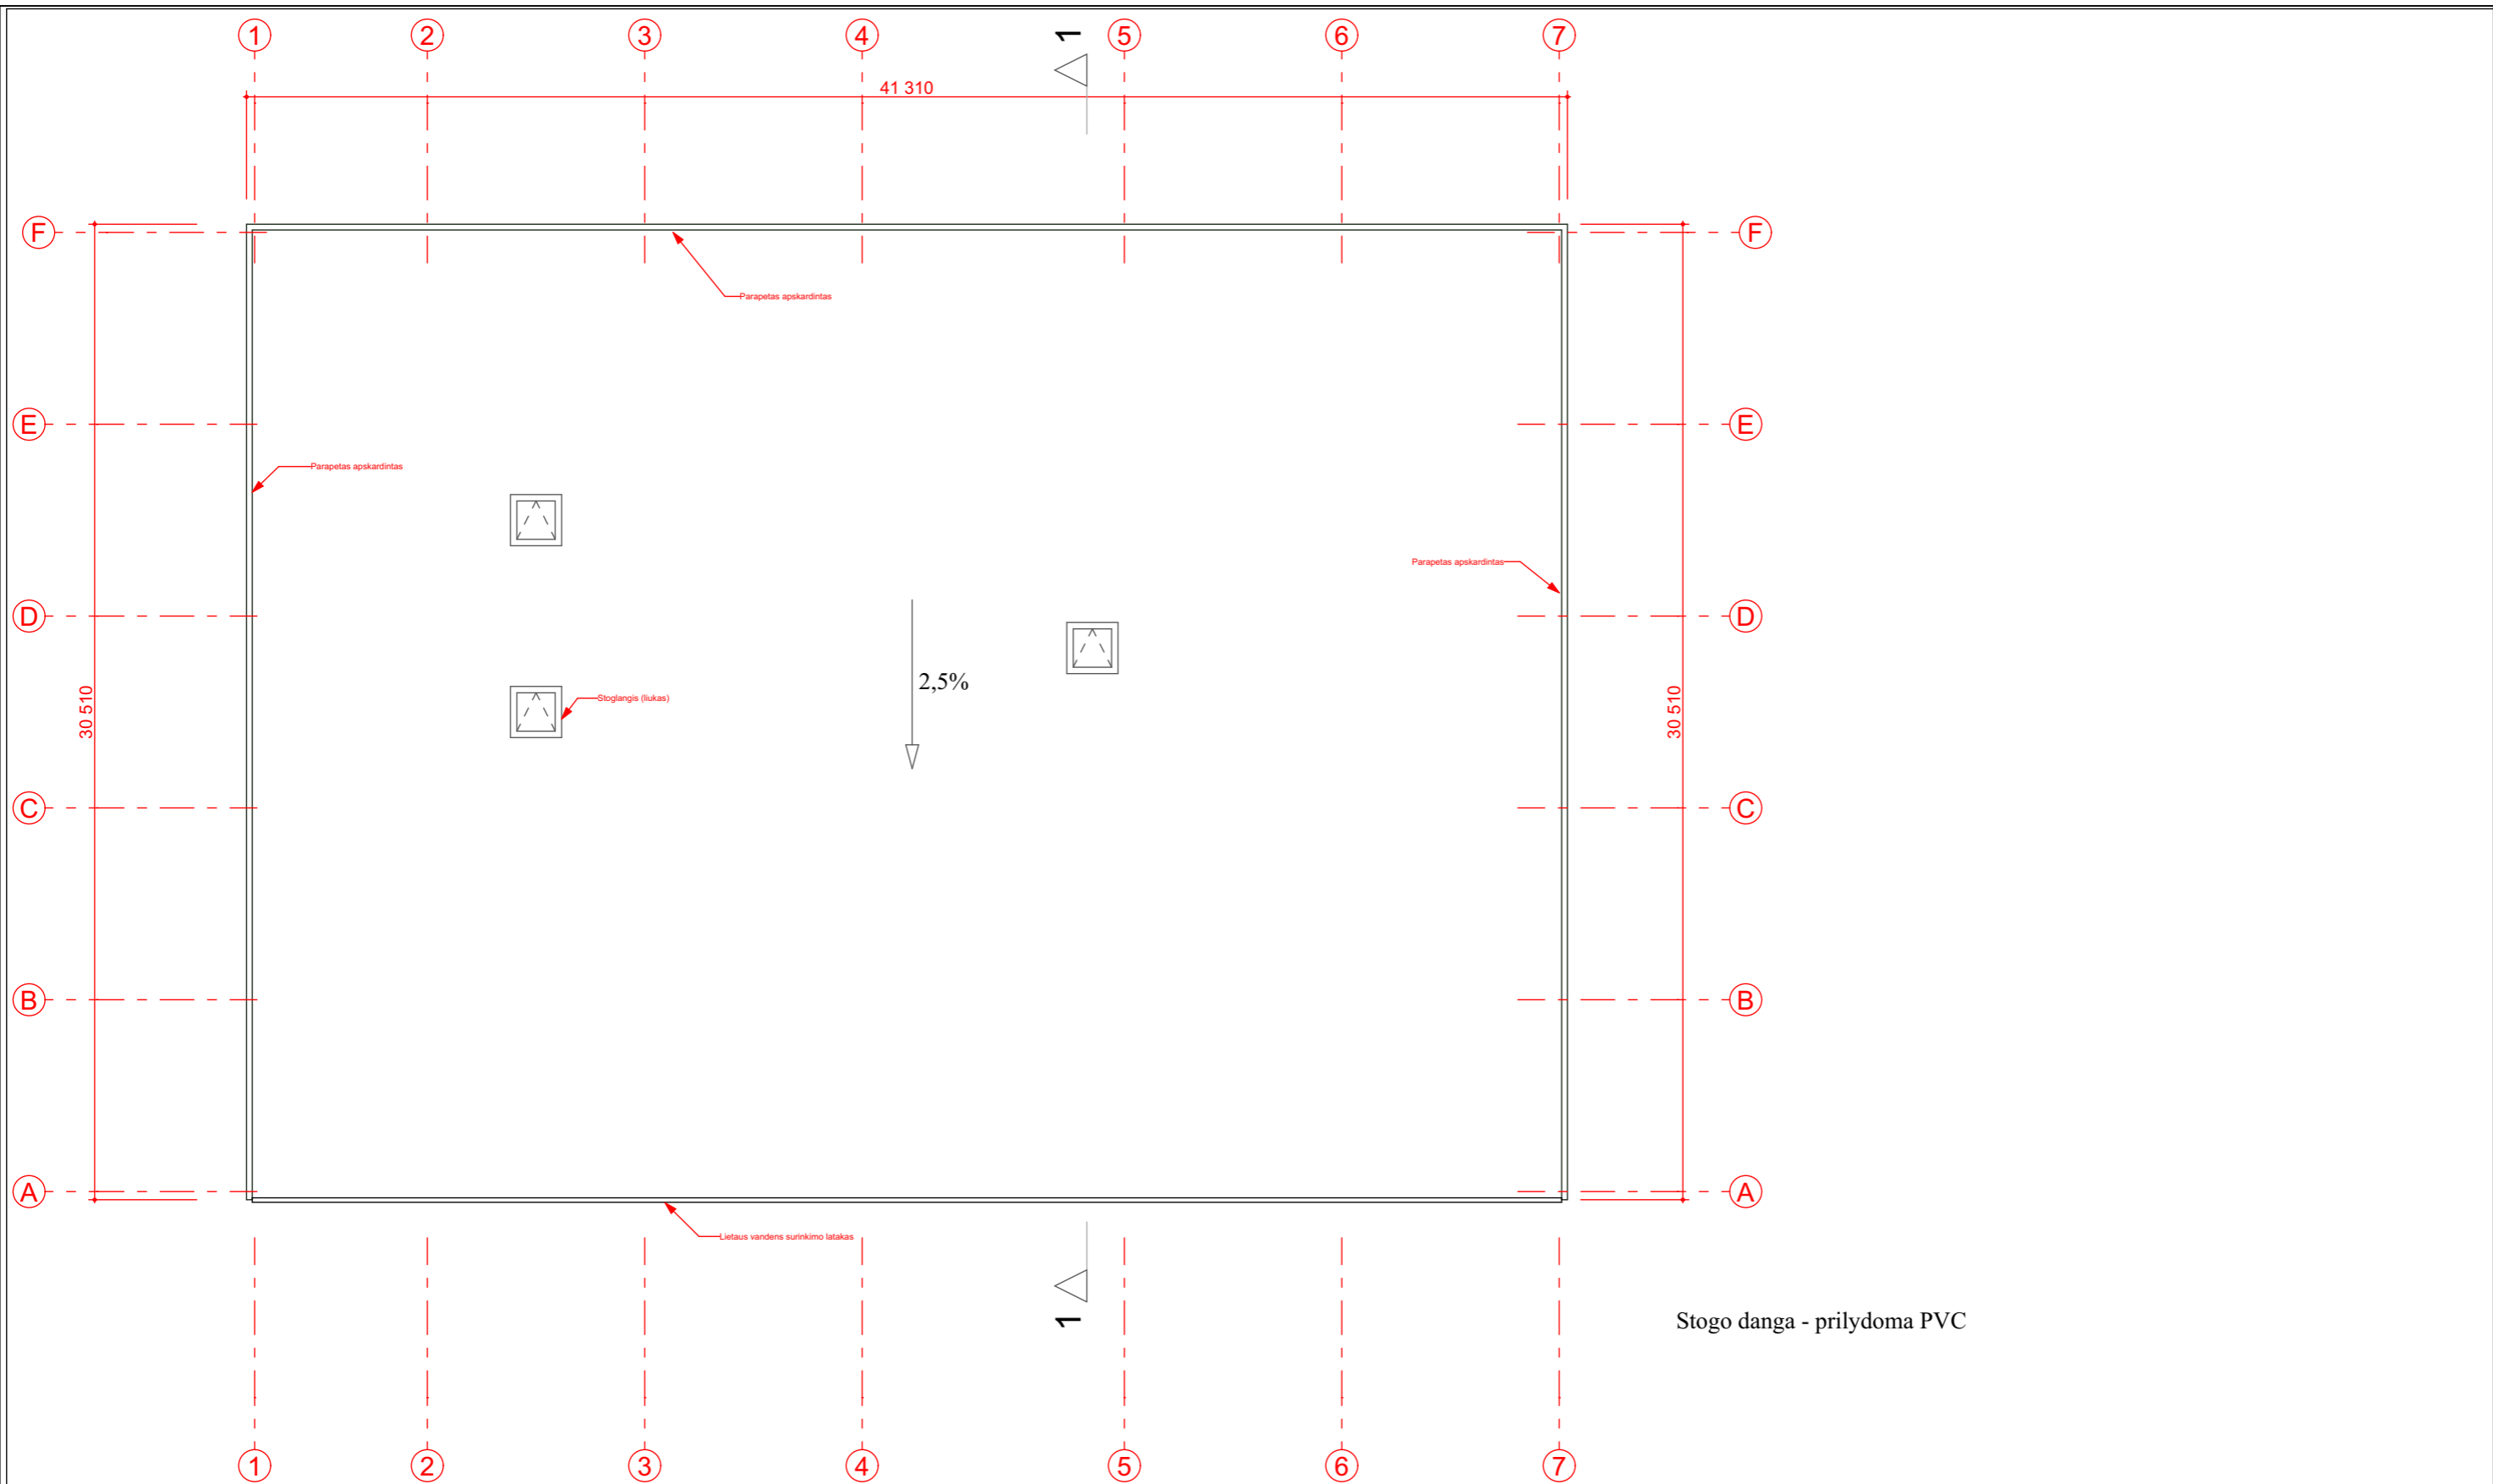 1 2 3 4 1 5 6 7
41 310
F F
Parapetas apskardintas
E E
Parapetas apskardintas
Parapetas apskardintas
D D
2,5%
Stoglangis (liukas)
30 510 30 510
C C
B B
A A
Lietaus vandens surinkimo latakas
1
Stogo danga - prilydoma PVC
1 2 3 4 5 6 7